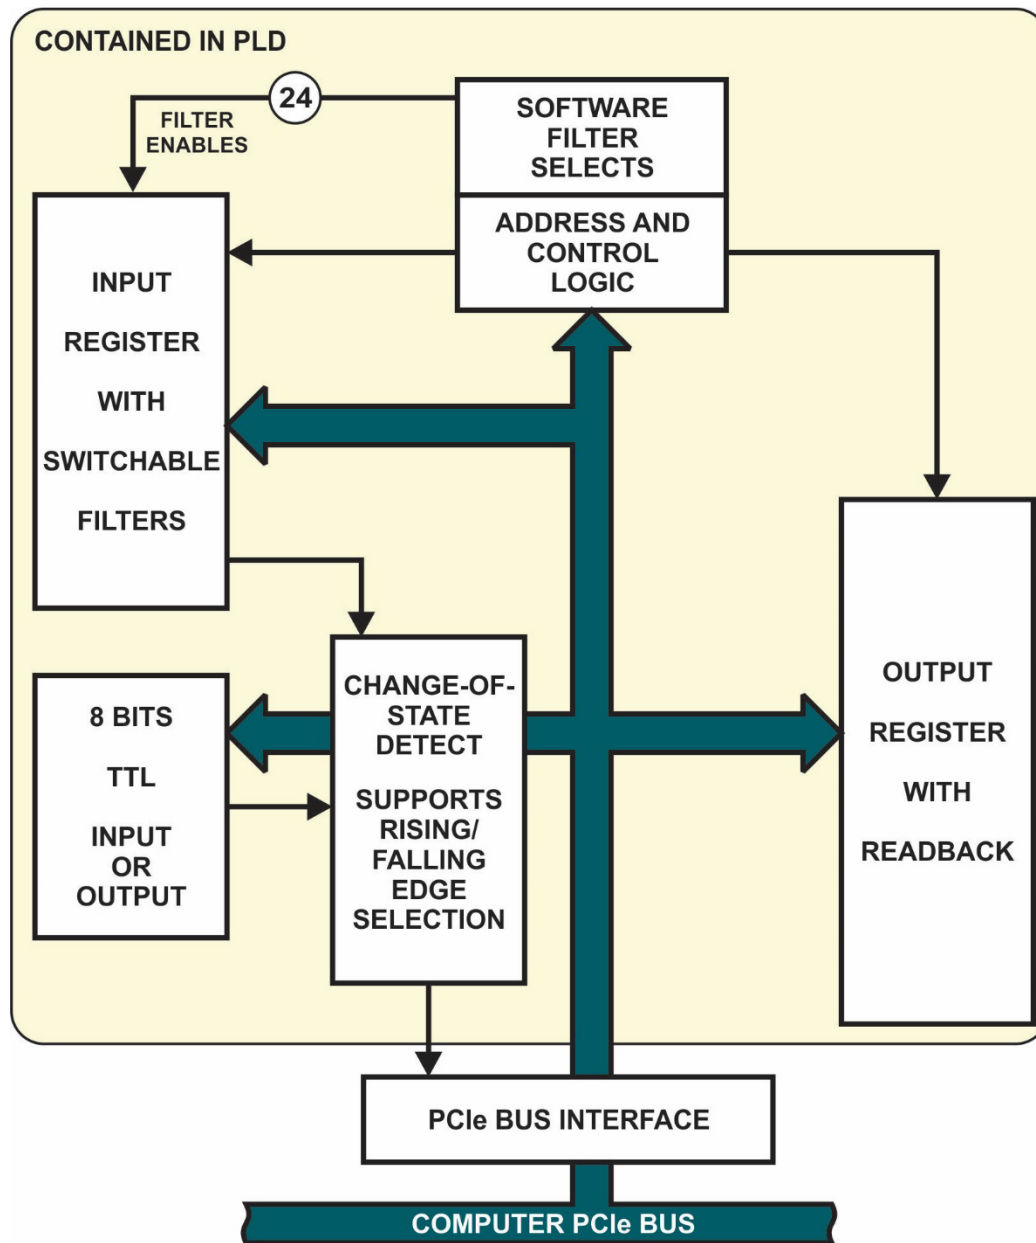 CONTAINED IN PLD
24
FILTER
ENABLES
SOFTWARE
FILTER
SELECTS
ADDRESS AND
CONTROL
LOGIC
INPUT
REGISTER
WITH
SWITCHABLE
FILTERS
8 BITS
TTL
INPUT
OR
OUTPUT
CHANGE-OF-
STATE
DETECT
SUPPORTS
RISING/
FALLING
EDGE
SELECTION
OUTPUT
REGISTER
WITH
READBACK
PCIe BUS INTERFACE
COMPUTER PCIe BUS